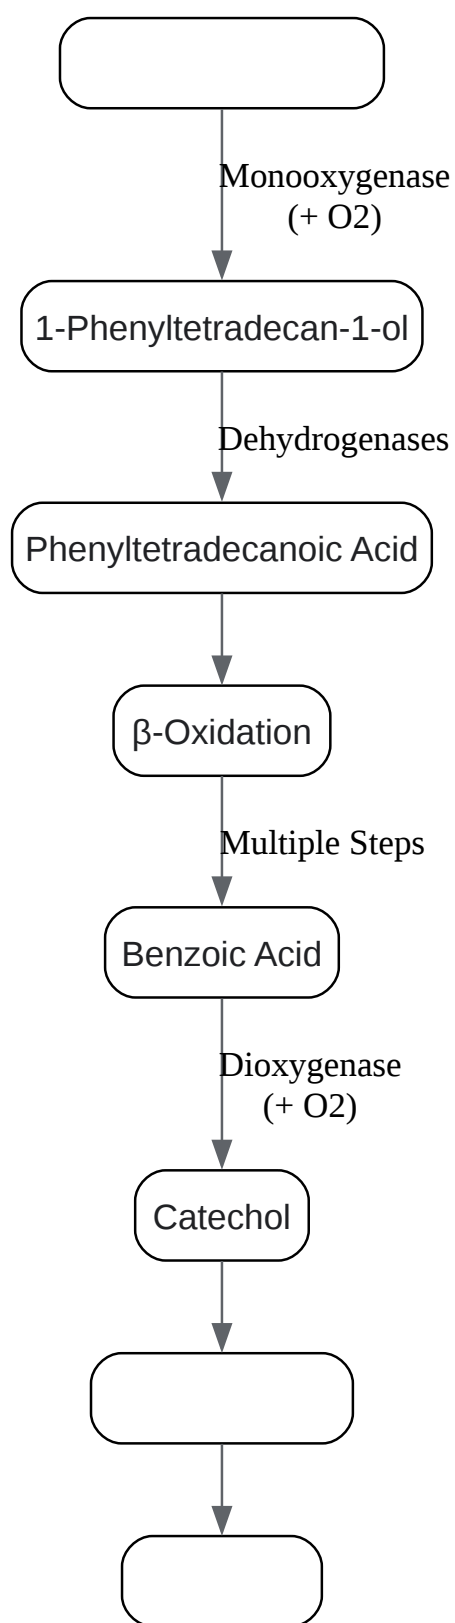 Monooxygenase
(+ O2)
1-Phenyltetradecan-1-ol
Dehydrogenases
Phenyltetradecanoic Acid
β-Oxidation
Multiple Steps
Benzoic Acid
Dioxygenase
(+ O2)
Catechol